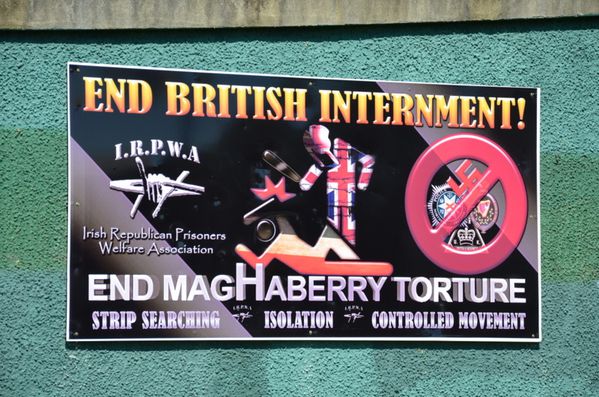 END BRITISH INTERNMENT!
I.R.P.W.A
Irish Republican Prisoners
Welfare Association
END MAGHABERRY TORTURE
STRIP SEARCHING I.R.P.W.A ISOLATION I.R.P.W.A CONTROLLED MOVEMENT